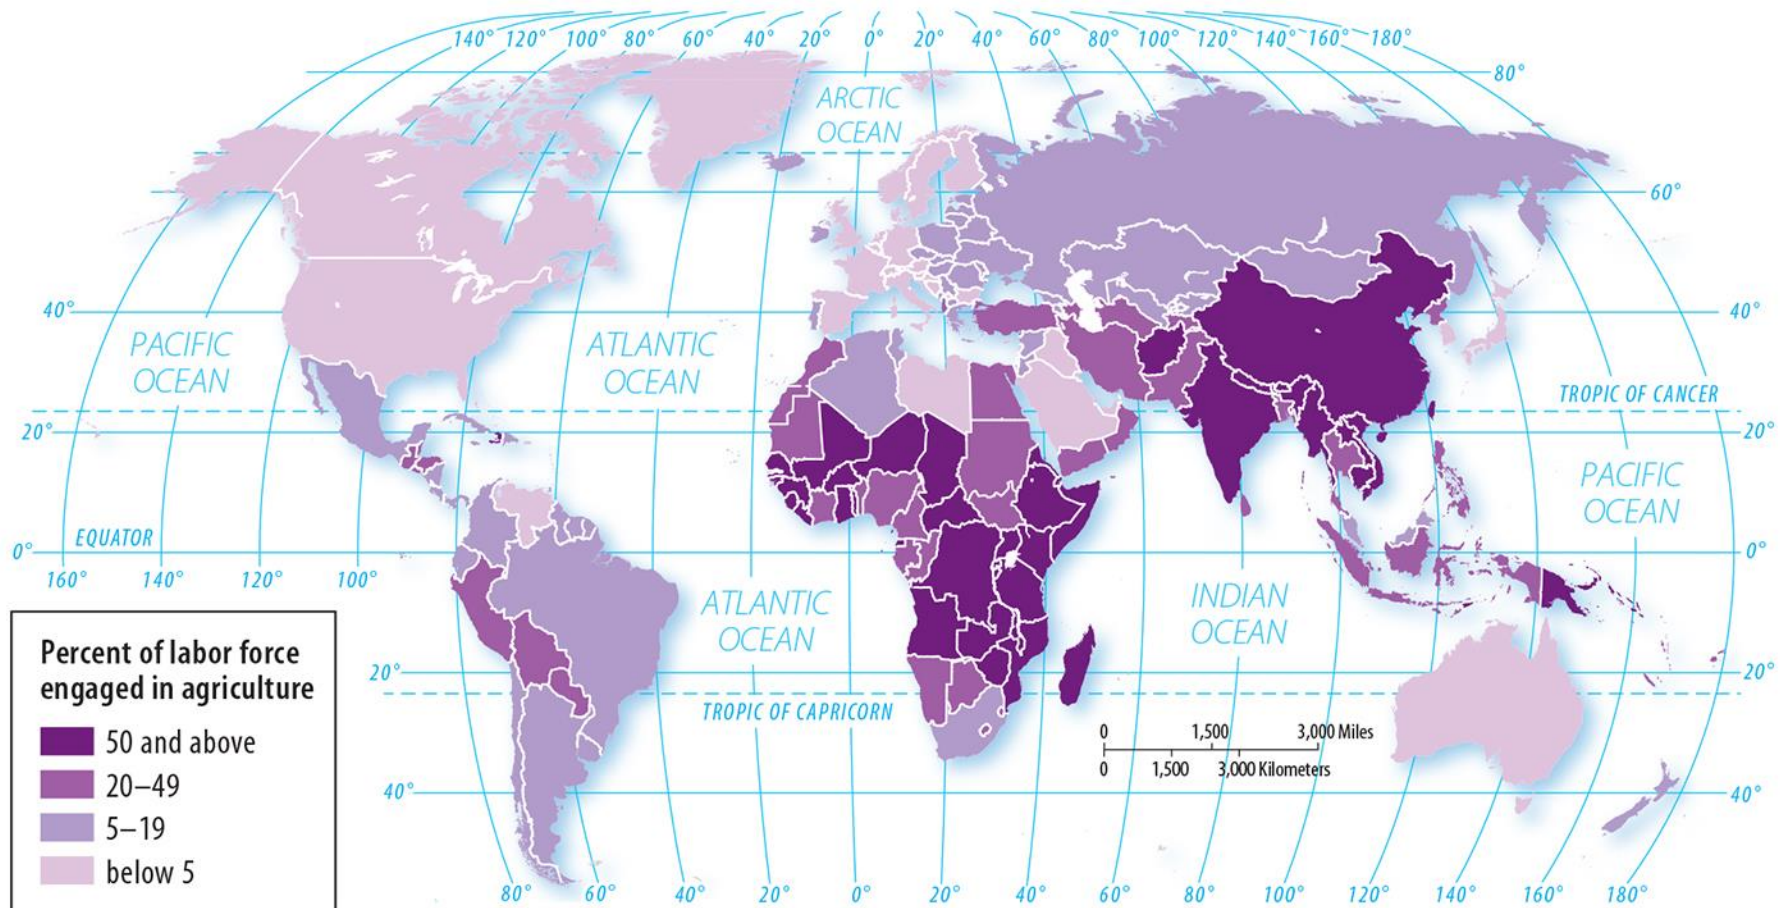 140° 120° 100° 80° 60° 40° 20° 0° 20° 40° 60° 80° 100° 120° 140° 160° 180°
80°
ARCTIC
OCEAN
60°
40°
40°
PACIFIC
OCEAN
ATLANTIC
OCEAN
TROPIC OF CANCER
20°
20°
PACIFIC
OCEAN
EQUATOR
0°
0°
160° 140° 120° 100°
ATLANTIC
OCEAN
INDIAN
OCEAN
20°
20°
TROPIC OF CAPRICORN
0 1,500 3,000 Miles
0 1,500 3,000 Kilometers
40°
40°
Percent of labor force
engaged in agriculture
50 and above
20–49
5–19
below 5
80° 60° 40° 20° 0° 20° 40° 60° 80° 100° 120° 140° 160° 180°